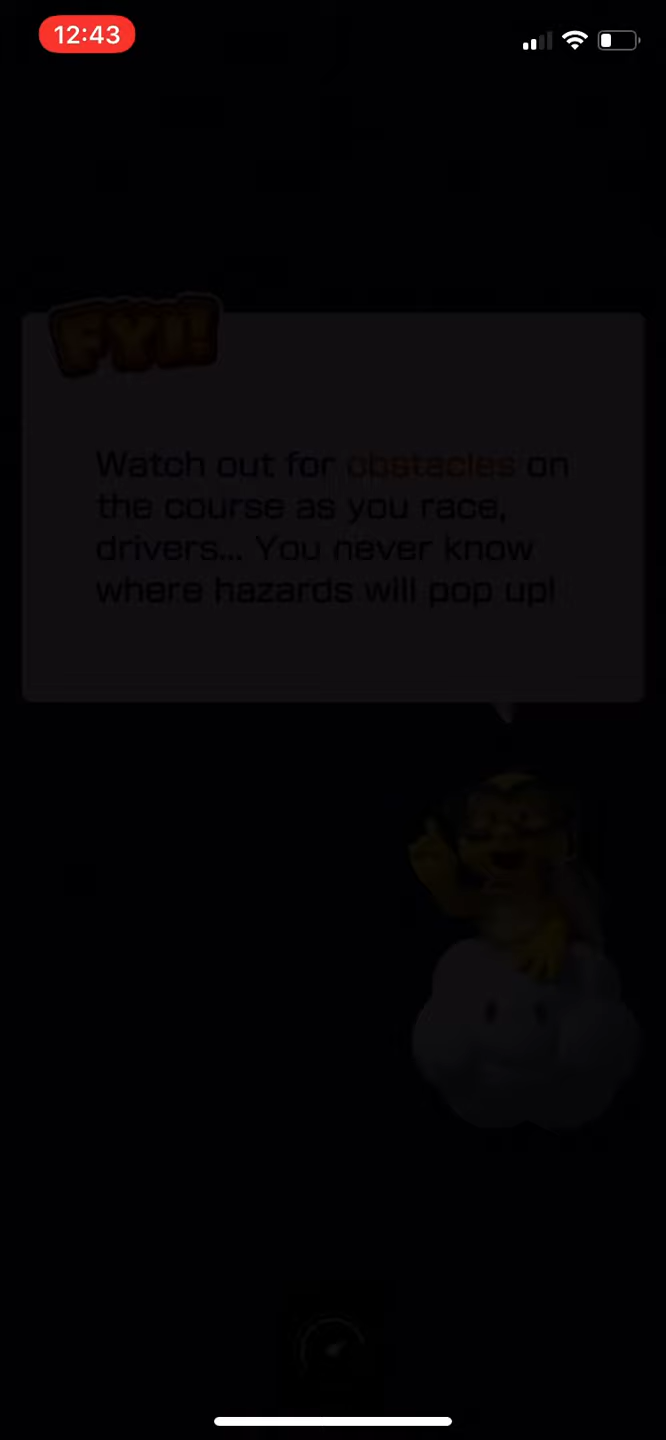 12:43
FYI!
Watch out for obstacles on
the course as you race,
drivers... You never know
where hazards will pop up!